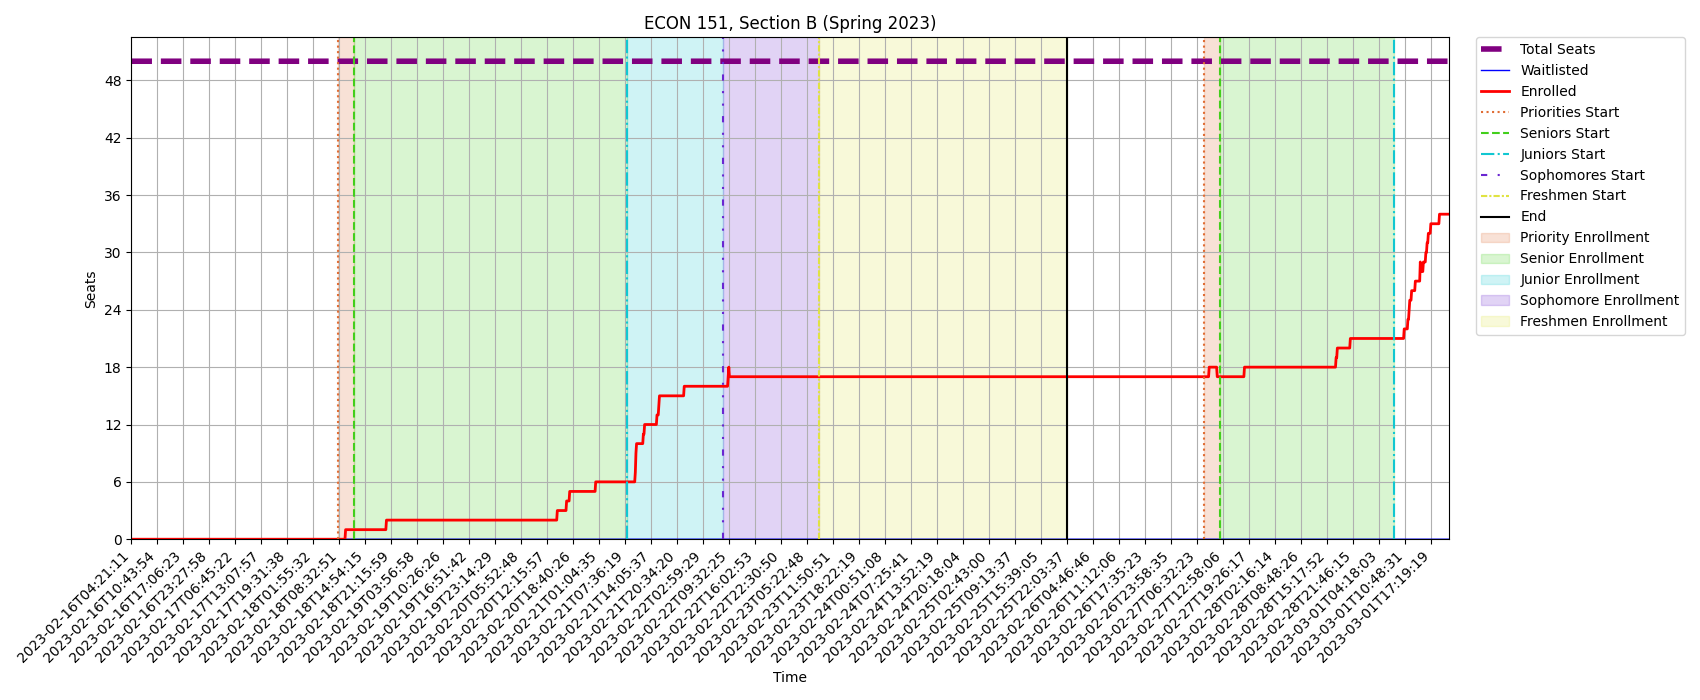 ECON 151, Section B (Spring 2023)
Seats
48
42
36
30
24
18
12
6
0
2023-02-16T04:21:11
2023-02-16T10:43:54
2023-02-16T17:06:23
2023-02-16T23:27:58
2023-02-17T06:45:22
2023-02-17T13:07:57
2023-02-17T19:31:38
2023-02-18T01:55:32
2023-02-18T08:32:51
2023-02-18T14:54:15
2023-02-18T21:15:59
2023-02-19T03:56:58
2023-02-19T10:26:26
2023-02-19T16:51:42
2023-02-19T23:14:29
2023-02-20T05:52:48
2023-02-20T12:15:57
2023-02-20T18:40:26
2023-02-21T01:04:35
2023-02-21T07:36:19
2023-02-21T14:05:37
2023-02-21T20:34:20
2023-02-22T02:59:29
2023-02-22T09:32:25
2023-02-22T16:02:53
2023-02-22T22:30:50
2023-02-23T05:22:48
2023-02-23T11:50:51
2023-02-23T18:22:19
2023-02-24T00:51:08
2023-02-24T07:25:41
2023-02-24T13:52:19
2023-02-24T20:18:04
2023-02-25T02:43:00
2023-02-25T09:13:37
2023-02-25T15:39:05
2023-02-25T22:03:37
2023-02-26T04:46:46
2023-02-26T11:12:06
2023-02-26T17:35:23
2023-02-26T23:58:35
2023-02-27T06:32:23
2023-02-27T12:58:06
2023-02-27T19:26:17
2023-02-28T02:16:14
2023-02-28T08:48:26
2023-02-28T15:17:52
2023-02-28T21:46:15
2023-03-01T04:18:03
2023-03-01T10:48:31
2023-03-01T17:19:19
Time
Total Seats
Waitlisted
Enrolled
Priorities Start
Seniors Start
Juniors Start
Sophomores Start
Freshmen Start
End
Priority Enrollment
Senior Enrollment
Junior Enrollment
Sophomore Enrollment
Freshmen Enrollment